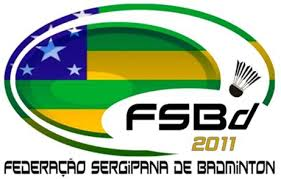 FSBd
2011
FEDERAÇÃO SERGIPANA DE BADMINTON